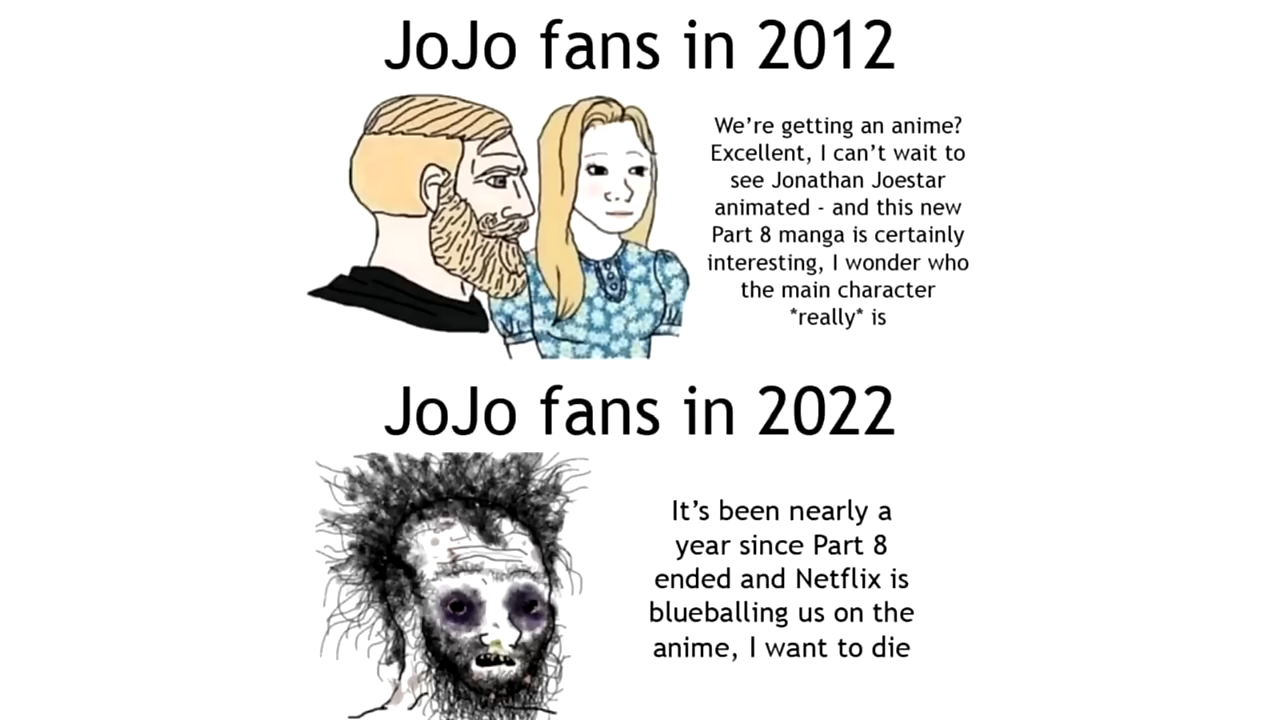 JoJo fans in 2012
We're getting an anime?
Excellent, I can't wait to
see Jonathan Joestar
animated - and this new
Part 8 manga is certainly
interesting, I wonder who
the main character
*really* is
JoJo fans in 2022
It's been nearly a
year since Part 8
ended and Netflix is
blueballing us on the
anime, I want to die